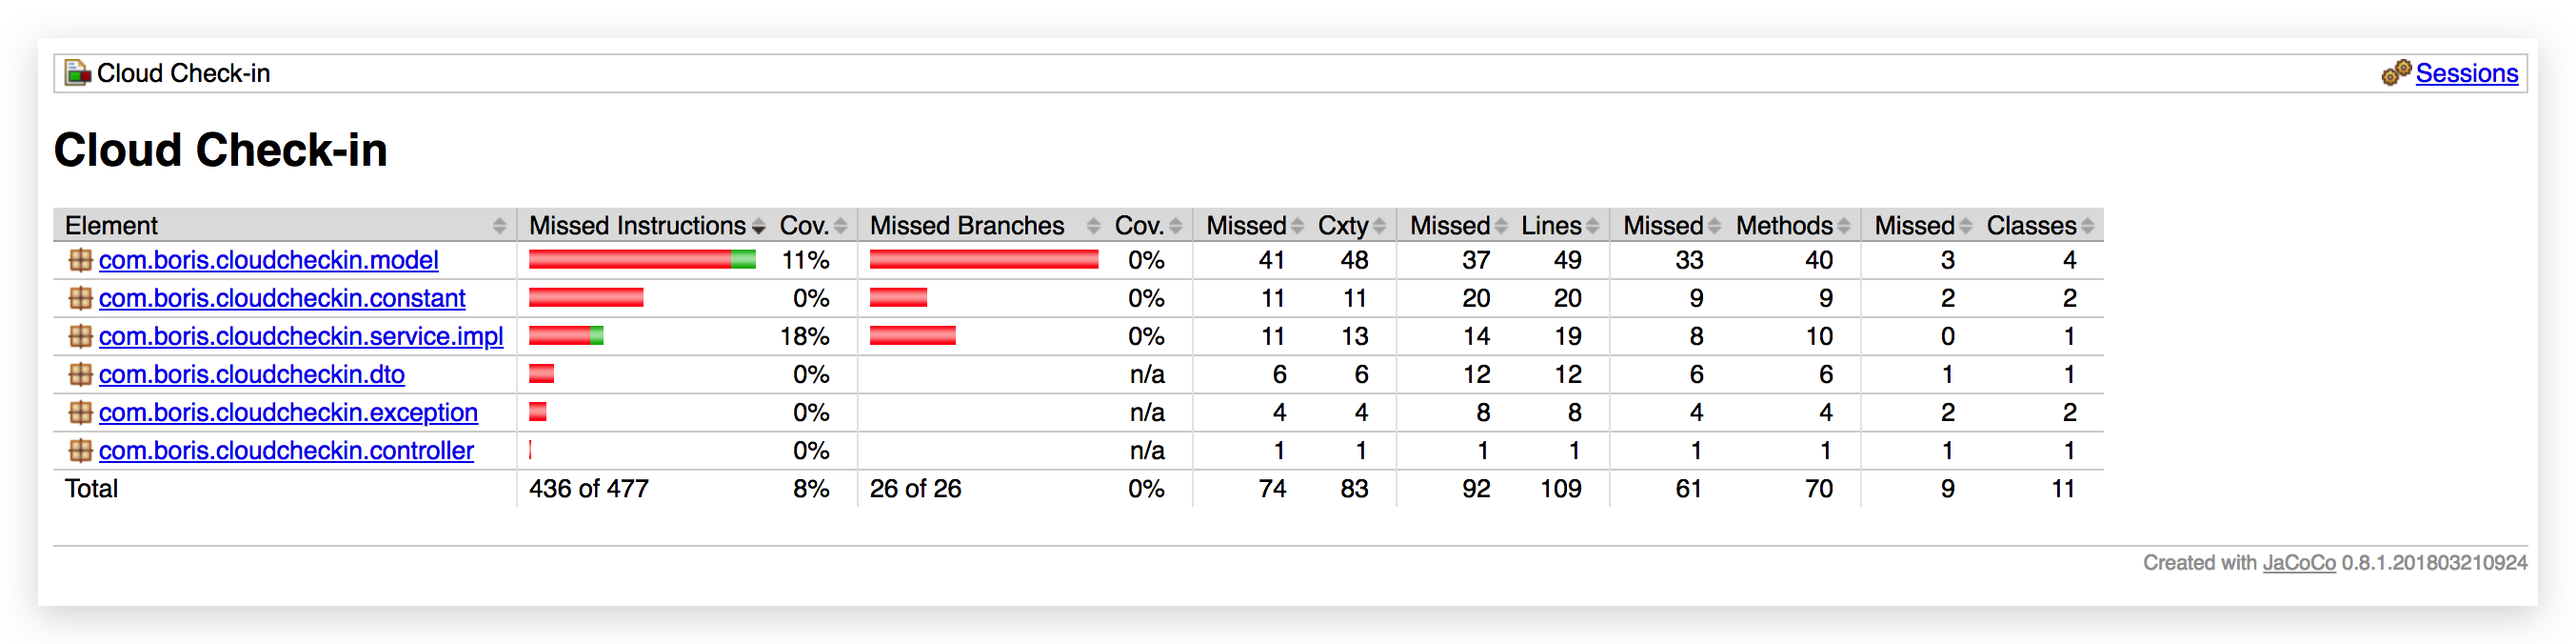 Cloud Check-in Sessions
Cloud Check-in
Element Missed Instructions Cov. Missed Branches Cov. Missed Cxty Missed Lines Missed Methods Missed Classes
com.boris.cloudcheckin.model 11% 0% 41 48 37 49 33 40 3 4
com.boris.cloudcheckin.constant 0% 0% 11 11 20 20 9 9 2 2
com.boris.cloudcheckin.service.impl 18% 0% 11 13 14 19 8 10 0 1
com.boris.cloudcheckin.dto 0% n/a 6 6 12 12 6 6 1 1
com.boris.cloudcheckin.exception 0% n/a 4 4 8 8 4 4 2 2
com.boris.cloudcheckin.controller 0% n/a 1 1 1 1 1 1 1 1
Total 436 of 477 8% 26 of 26 0% 74 83 92 109 61 70 9 11
Created with JaCoCo 0.8.1.201803210924